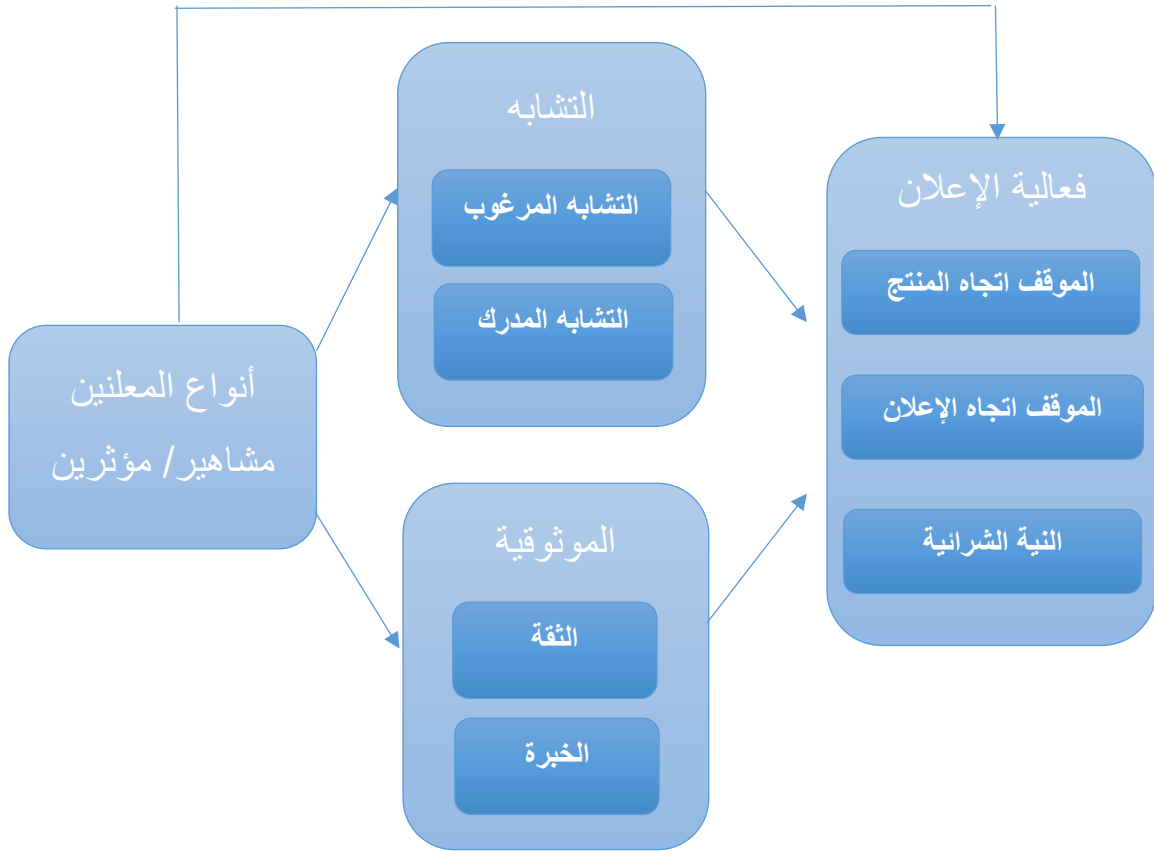 التشابه
التشابه المرغوب
التشابه المدرك
فعالية الإعلان
الموقف اتجاه المنتج
الموقف اتجاه الإعلان
النية الشرائية
أنواع المعلنين
مشاهير/ مؤثرين
الموثوقية
الثقة
الخبرة